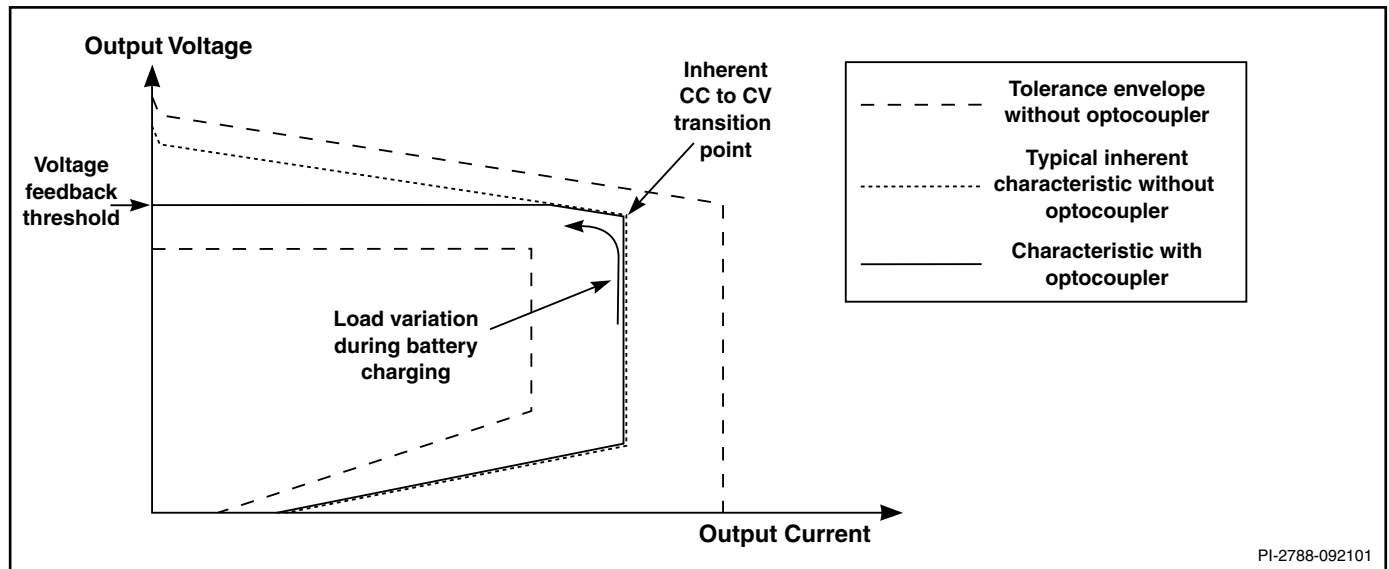 Output Voltage
Inherent
CC to CV
transition
point
Voltage
feedback
threshold
Load variation
during battery
charging
Output Current
Tolerance envelope
without optocoupler
Typical inherent
characteristic without
optocoupler
Characteristic with
optocoupler
PI-2788-092101